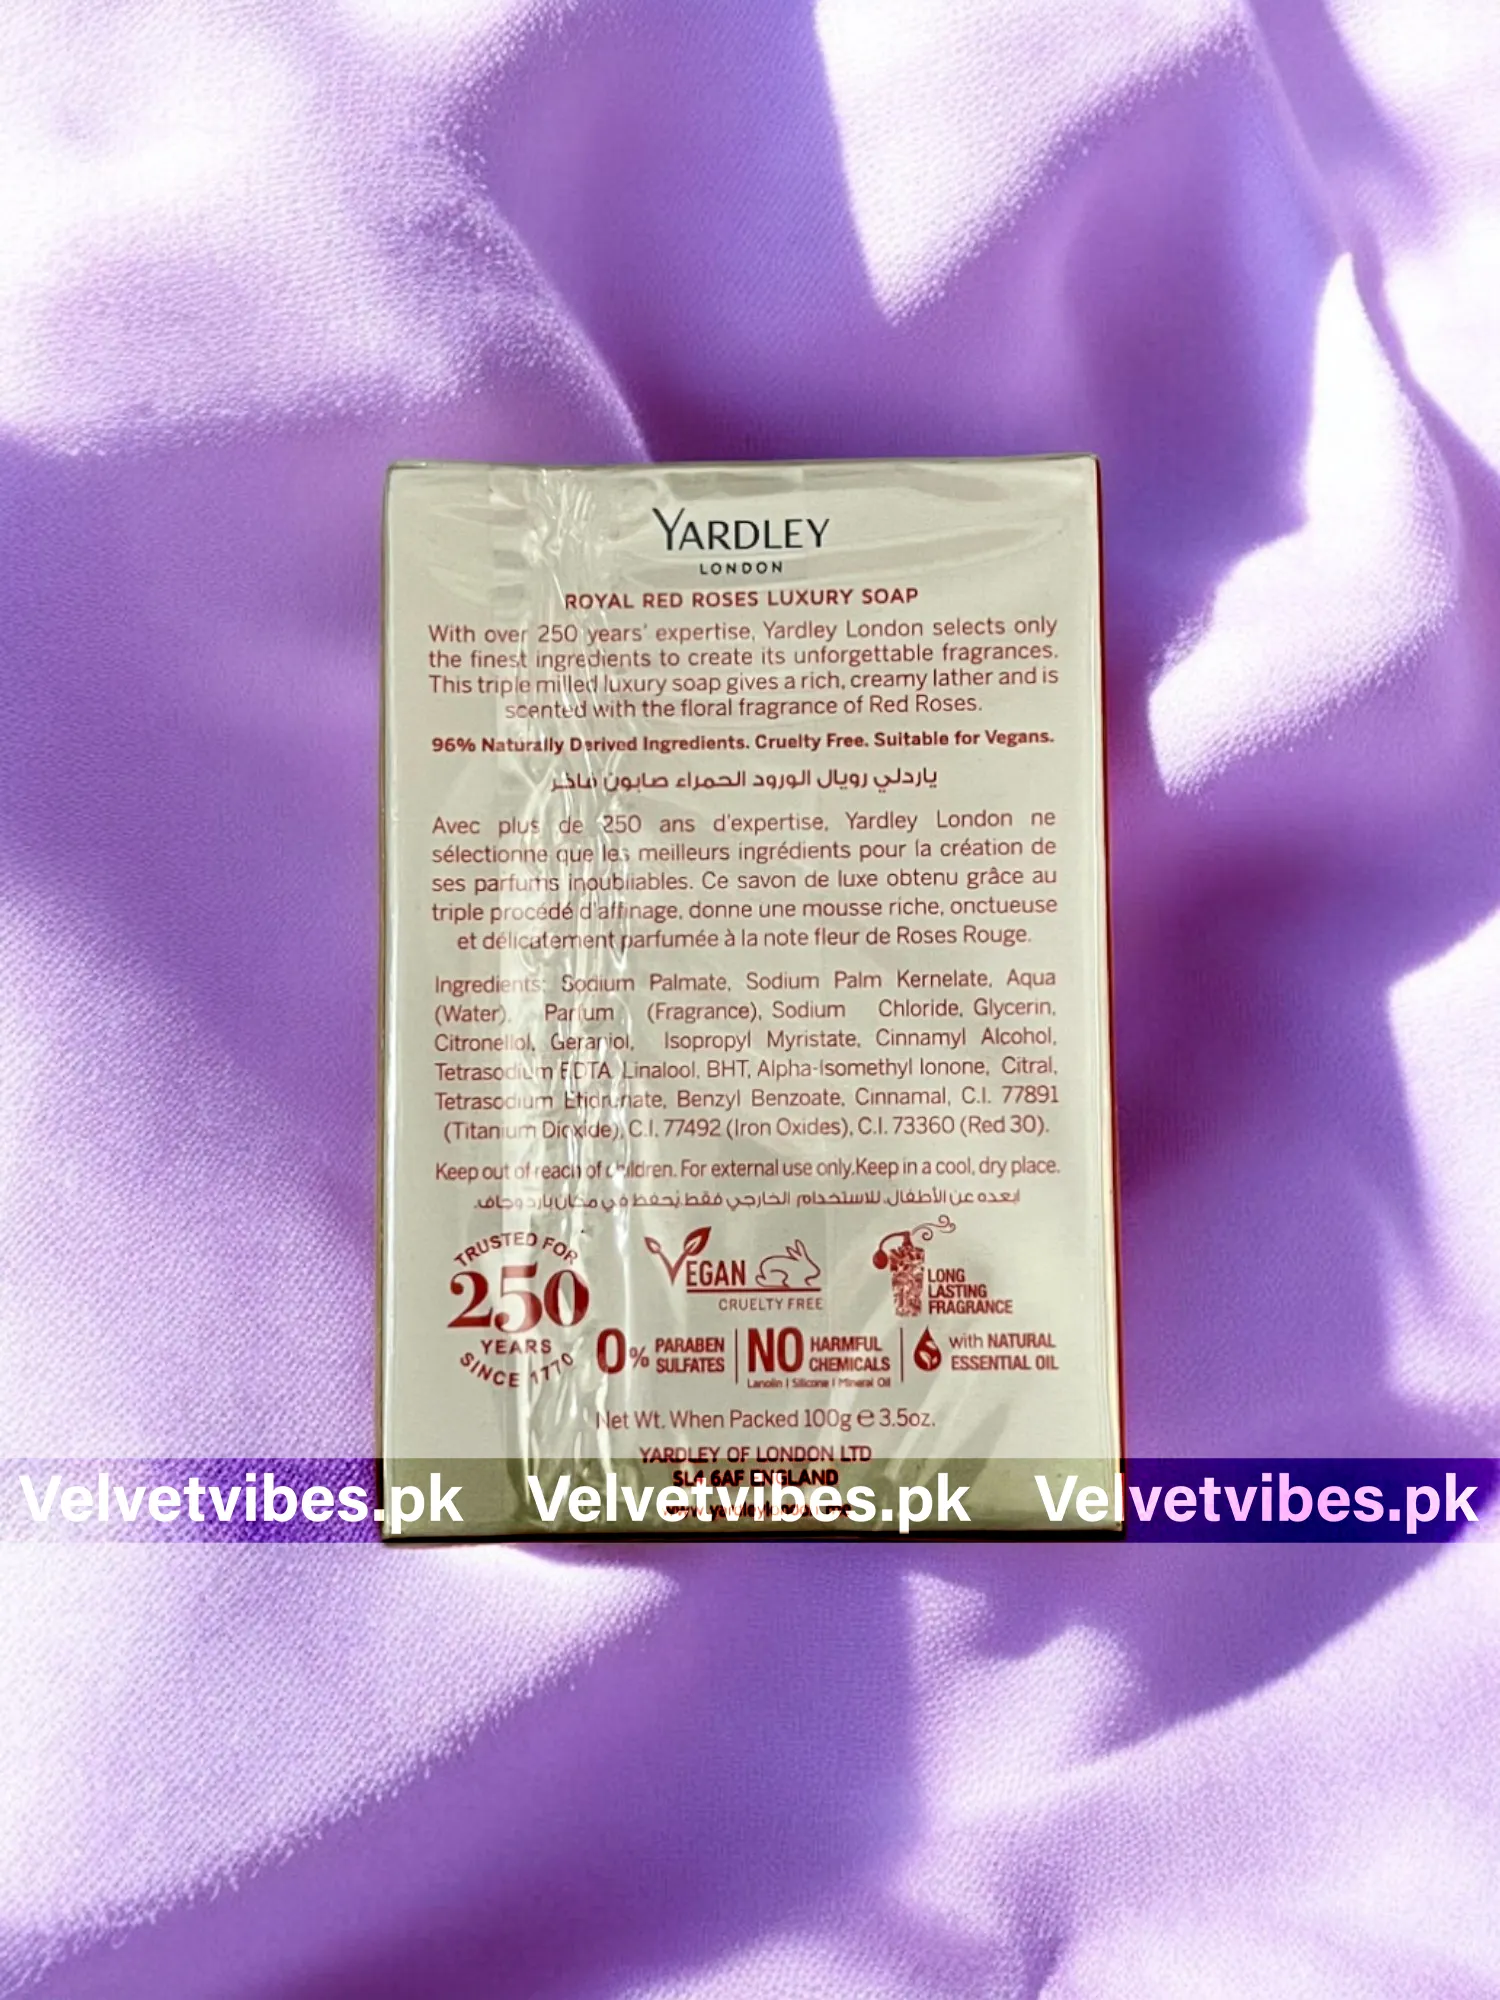 YARDLEY
LONDON
ROYAL RED ROSES LUXURY SOAP
With over 250 years' expertise, Yardley London selects only
the finest ingredients to create its unforgettable fragrances.
This triple milled luxury soap gives a rich, creamy lather and is
scented with the floral fragrance of Red Roses.
96% Naturally Derived Ingredients. Cruelty Free. Suitable for Vegans.
ياردلي رويال الورود الحمراء صابون فاخر
Avec plus de 250 ans d'expertise, Yardley London ne
sélectionne que les meilleurs ingrédients pour la création de
ses parfums inoubliables. Ce savon de luxe obtenu grâce au
triple procédé d'affinage, donne une mousse riche, onctueuse
et délicatement parfumée à la note fleur de Roses Rouge.
Ingredients: Sodium Palmate, Sodium Palm Kernelate, Aqua
(Water), Parfum (Fragrance), Sodium Chloride, Glycerin,
Citronellol, Geraniol, Isopropyl Myristate, Cinnamyl Alcohol,
Tetrasodium EDTA, Linalool, BHT, Alpha-Isomethyl Ionone, Citral,
Tetrasodium Etidronate, Benzyl Benzoate, Cinnamal, C.I. 77891
(Titanium Dioxide), C.I. 77492 (Iron Oxides), C.I. 73360 (Red 30).
Keep out of reach of children. For external use only.Keep in a cool, dry place.
ابعده عن الأطفال. للاستخدام الخارجي فقط يُحفظ في مكان بارد وجاف.
TRUSTED FOR
250
YEARS
SINCE 1770
VEGAN
CRUELTY FREE
LONG
LASTING
FRAGRANCE
0% PARABEN
SULFATES
NO HARMFUL
CHEMICALS
Lanolin | Silicone | Mineral Oil
with NATURAL
ESSENTIAL OIL
Net Wt. When Packed 100g ℮ 3.5oz.
YARDLEY OF LONDON LTD
SL4 6AF ENGLAND
Velvetvibes.pk Velvetvibes.pk Velvetvibes.pk